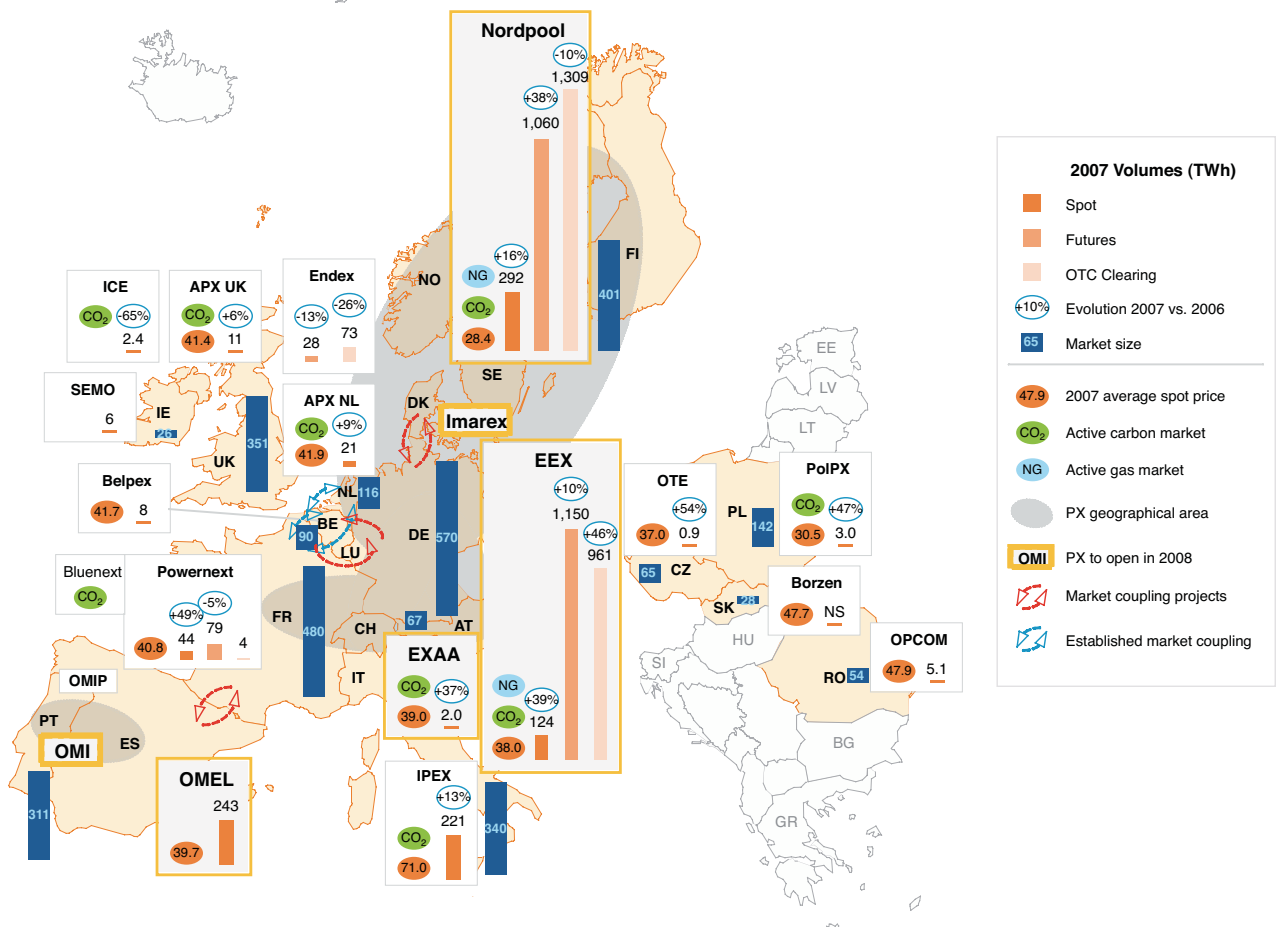 Nordpool
-10%
1,309
+38%
1,060
+16%
NG
292
CO2
28.4
NO
FI
401
SE
ICE
CO2
-65%
2.4
APX UK
CO2
+6%
41.4
11
Endex
-13%
-26%
28
73
SEMO
6
IE
26
UK
351
APX NL
CO2
+9%
41.9
21
DK
Imarex
Belpex
41.7
8
NL
116
BE
90
LU
DE
570
EEX
+10%
1,150
+46%
961
NG
+39%
CO2
124
38.0
OTE
+54%
37.0
0.9
PL
142
PolPX
CO2
+47%
30.5
3.0
65
CZ
SK
28
Borzen
47.7
NS
OPCOM
47.9
5.1
RO
54
EE
LV
LT
HU
SI
BG
GR
Bluenext
CO2
Powernext
+49%
-5%
40.8
44
79
4
FR
480
CH
67
AT
IT
EXAA
CO2
+37%
39.0
2.0
OMIP
PT
OMI
ES
311
OMEL
243
39.7
IPEX
+13%
CO2
221
71.0
340
2007 Volumes (TWh)
Spot
Futures
OTC Clearing
+10%
Evolution 2007 vs. 2006
65
Market size
47.9
2007 average spot price
CO2
Active carbon market
NG
Active gas market
PX geographical area
OMI
PX to open in 2008
Market coupling projects
Established market coupling